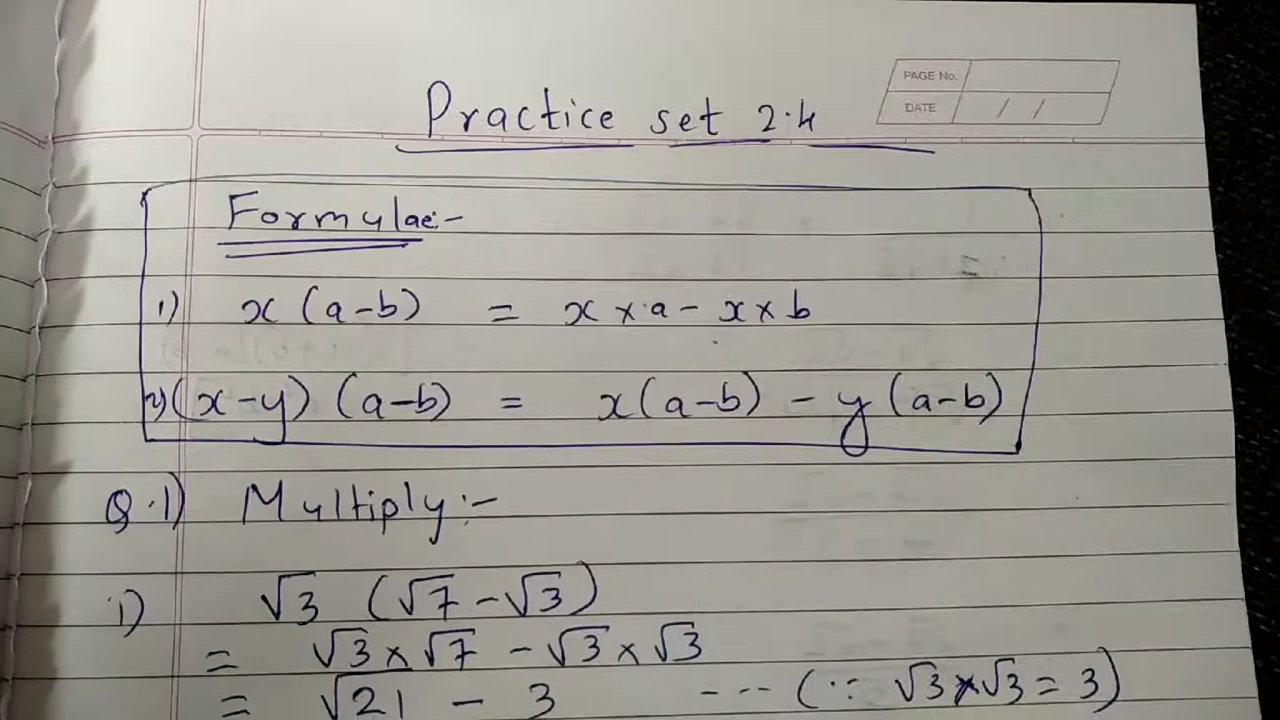 PAGE No.
DATE / /
Practice set 2.4
Formulae:-
1) x (a-b) = x × a - x × b
2) (x-y) (a-b) = x(a-b) - y(a-b)
Q.1) Multiply:-
i) √3 (√7 - √3)
= √3 × √7 - √3 × √3
= √21 - 3 --- (∵ √3 × √3 = 3)